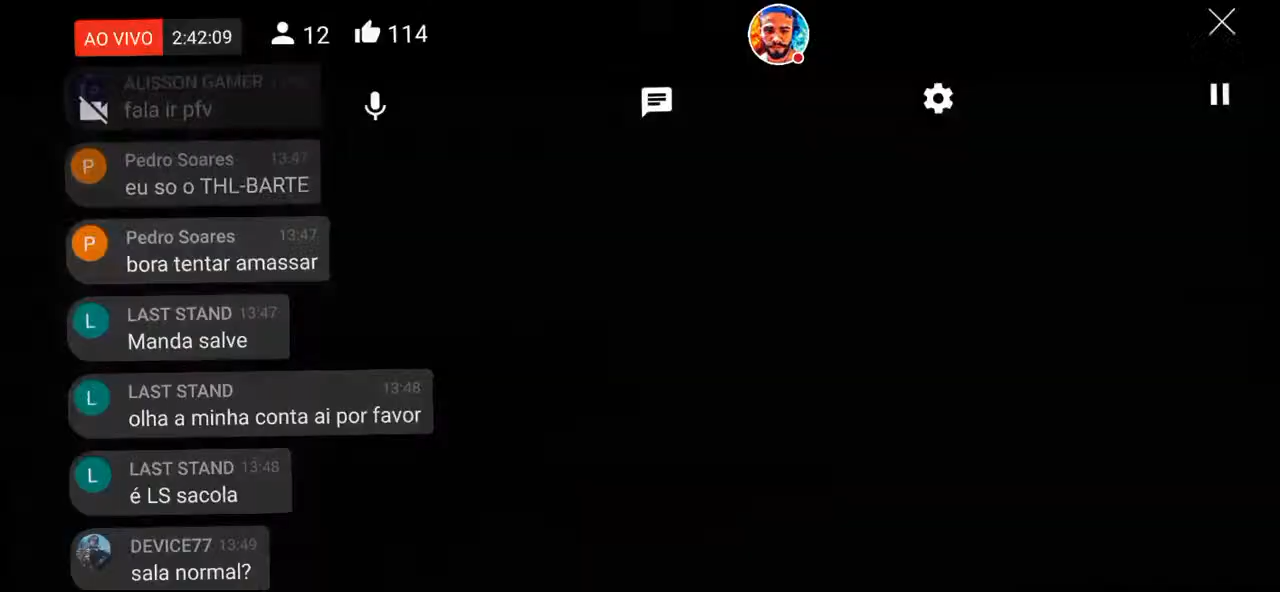 AO VIVO 2:42:09 12 114
ALISSON GAMER
fala ir pfv
Pedro Soares 13:47
P
eu so o THL-BARTE
Pedro Soares 13:47
P
bora tentar amassar
LAST STAND 13:47
L
Manda salve
LAST STAND 13:48
L
olha a minha conta ai por favor
LAST STAND 13:48
L
é LS sacola
DEVICE77 13:49
sala normal?